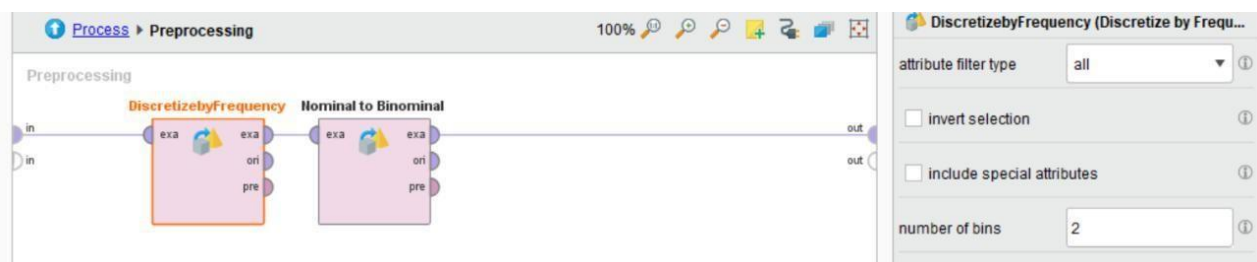 Process ▸ Preprocessing
100%
Preprocessing
DiscretizebyFrequency
Nominal to Binominal
in
exa
exa
exa
exa
out
in
ori
ori
out
pre
pre
DiscretizebyFrequency (Discretize by Frequ...
attribute filter type
all
invert selection
include special attributes
number of bins
2